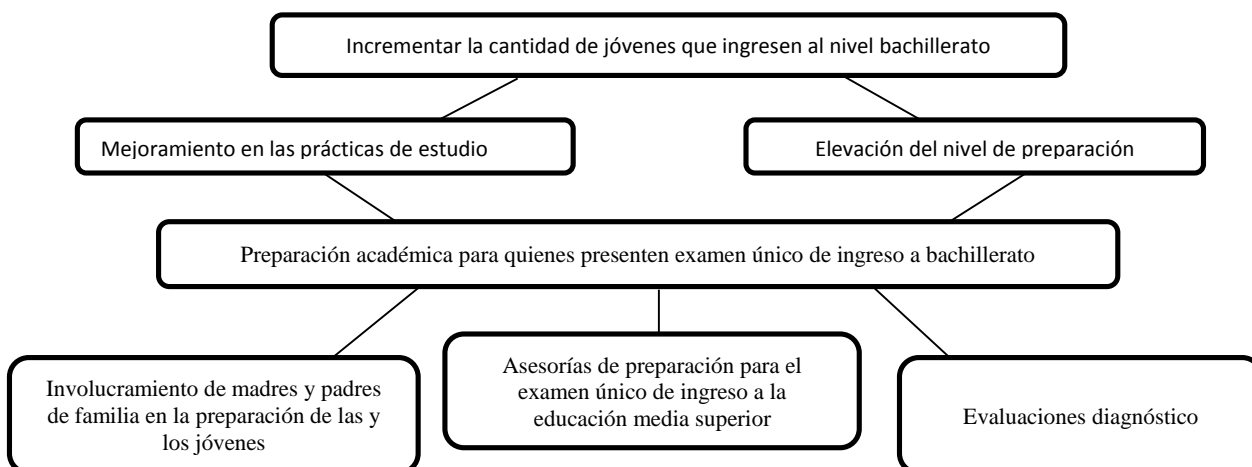 Incrementar la cantidad de jóvenes que ingresen al nivel bachillerato
Mejoramiento en las prácticas de estudio
Elevación del nivel de preparación
Preparación académica para quienes presenten examen único de ingreso a bachillerato
Involucramiento de madres y padres
de familia en la preparación de las y
los jóvenes
Asesorías de preparación para el
examen único de ingreso a la
educación media superior
Evaluaciones diagnóstico